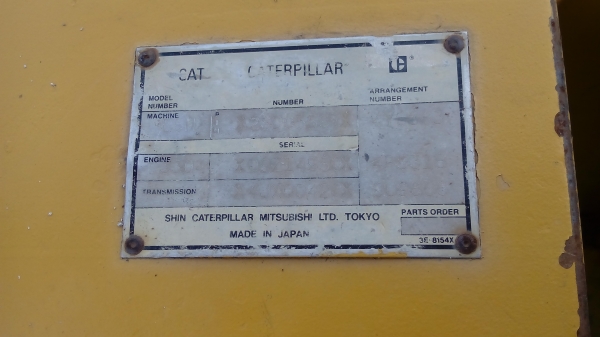 CAT CATERPILLAR
MODEL NUMBER NUMBER ARRANGEMENT NUMBER
MACHINE
SERIAL
ENGINE
TRANSMISSION
SHIN CATERPILLAR MITSUBISHI LTD. TOKYO PARTS ORDER
MADE IN JAPAN 3E-8154X